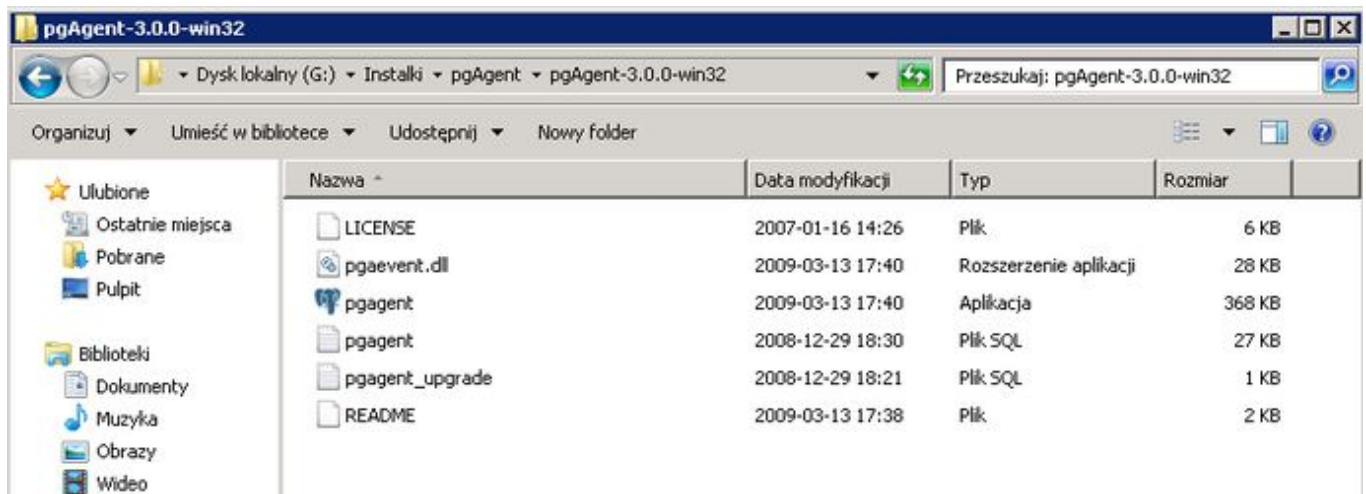 pgAgent-3.0.0-win32
Dysk lokalny (G:) Instalki pgAgent pgAgent-3.0.0-win32 Przeszukaj: pgAgent-3.0.0-win32
Organizuj Umieść w bibliotece Udostępnij Nowy folder
Nazwa Data modyfikacji Typ Rozmiar
Ulubione
Ostatnie miejsca
Pobrane
Pulpit
Biblioteki
Dokumenty
Muzyka
Obrazy
Wideo
LICENSE 2007-01-16 14:26 Plik 6 KB
pgaevent.dll 2009-03-13 17:40 Rozszerzenie aplikacji 28 KB
pgagent 2009-03-13 17:40 Aplikacja 368 KB
pgagent 2008-12-29 18:30 Plik SQL 27 KB
pgagent_upgrade 2008-12-29 18:21 Plik SQL 1 KB
README 2009-03-13 17:38 Plik 2 KB